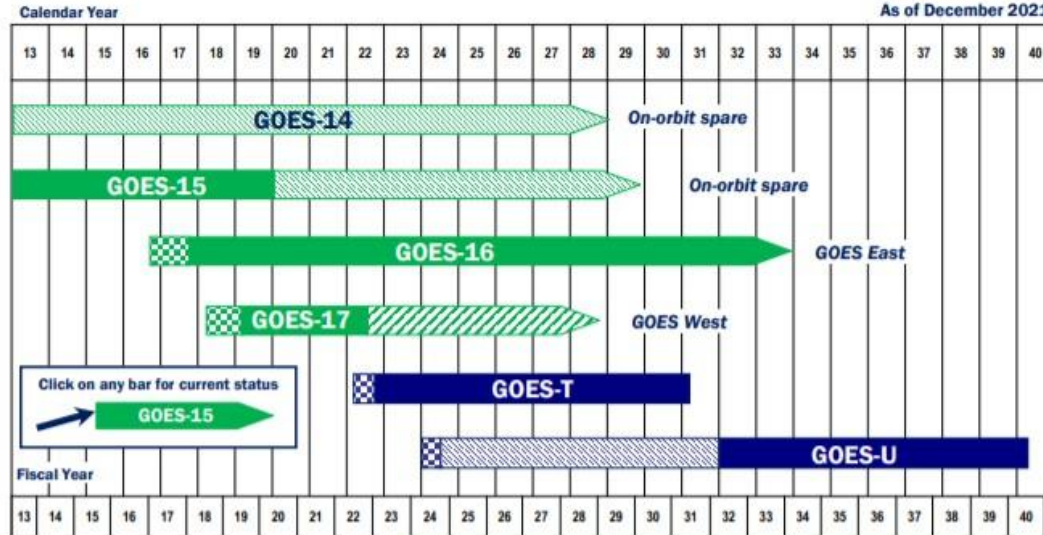 Calendar Year As of December 2021
13 14 15 16 17 18 19 20 21 22 23 24 25 26 27 28 29 30 31 32 33 34 35 36 37 38 39 40
GOES-14 On-orbit spare
GOES-15 On-orbit spare
GOES-16 GOES East
GOES-17 GOES West
Click on any bar for current status
GOES-T
GOES-15
GOES-U
Fiscal Year
13 14 15 16 17 18 19 20 21 22 23 24 25 26 27 28 29 30 31 32 33 34 35 36 37 38 39 40